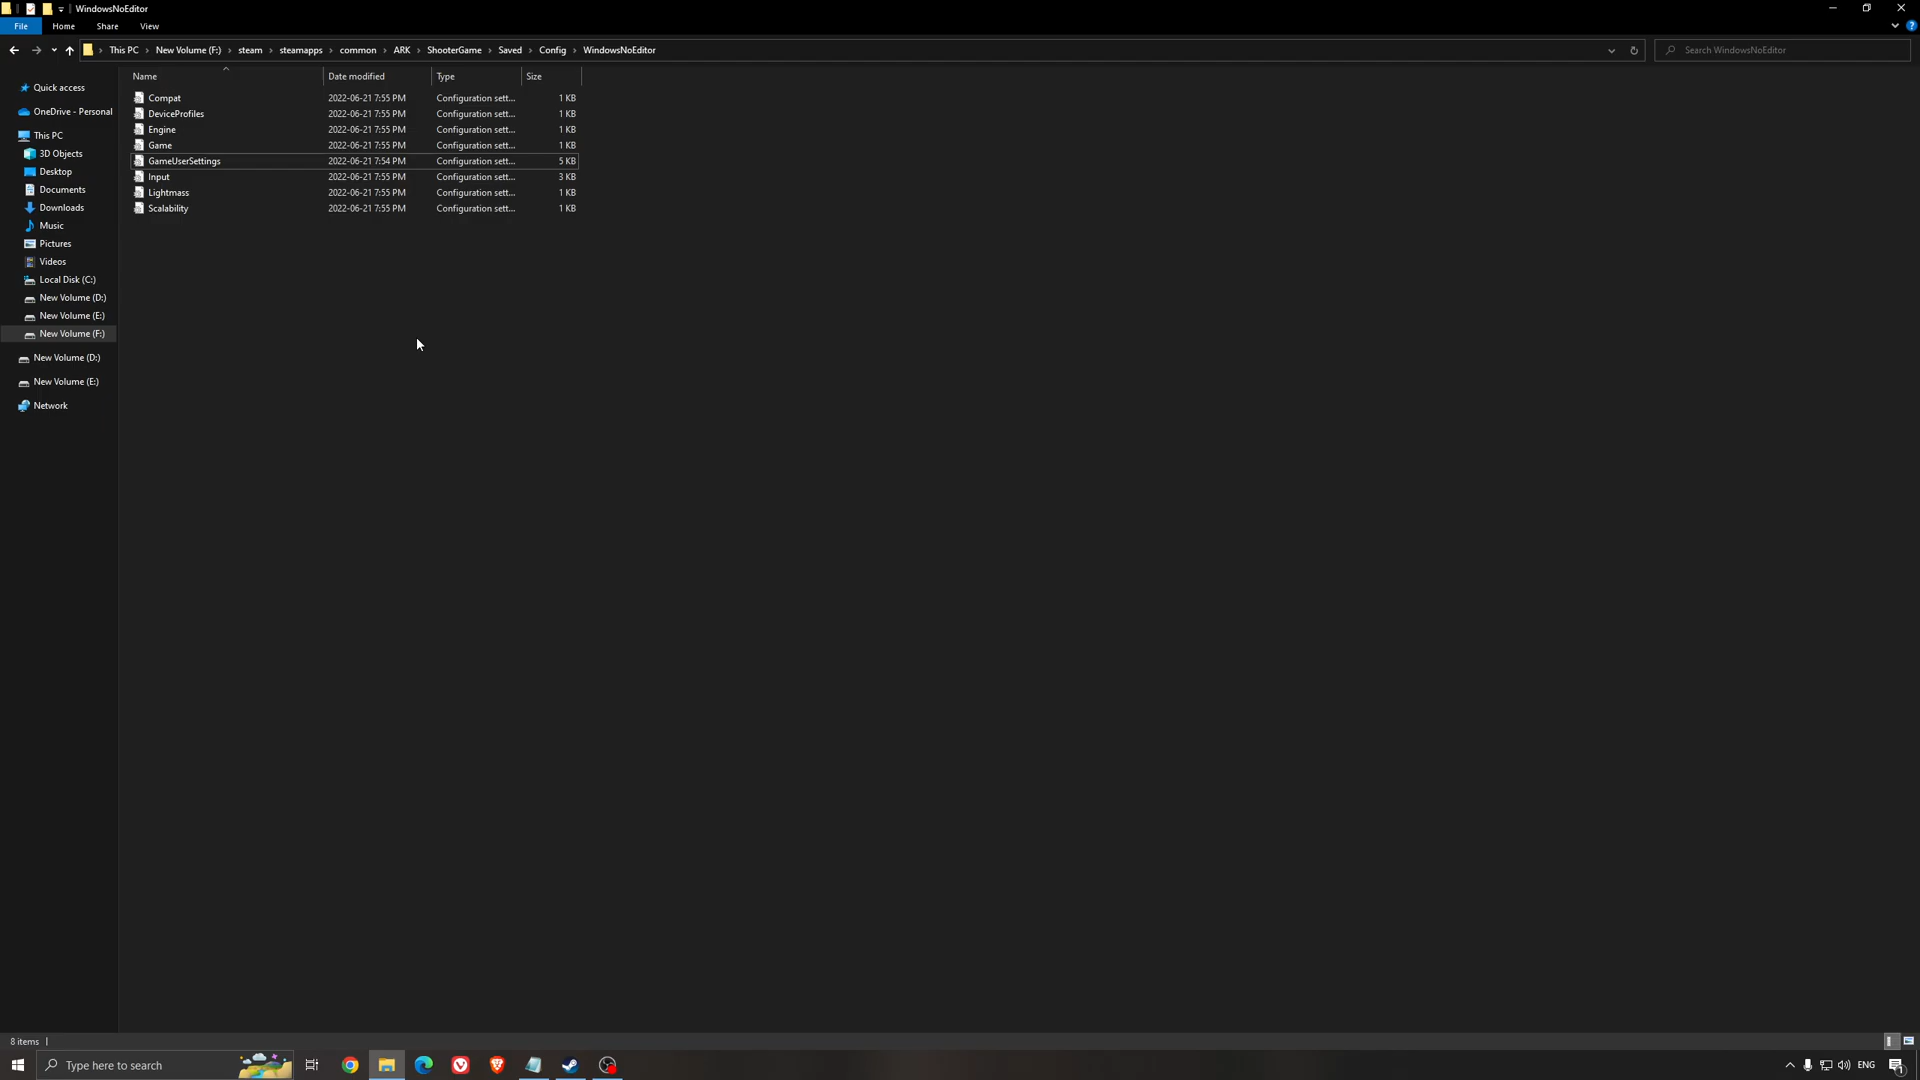 WindowsNoEditor
File Home Share View
This PC New Volume (F:) steam steamapps common ARK ShooterGame Saved Config WindowsNoEditor Search WindowsNoEditor
Name Date modified Type Size
Compat 2022-06-21 7:55 PM Configuration sett... 1 KB
DeviceProfiles 2022-06-21 7:55 PM Configuration sett... 1 KB
Engine 2022-06-21 7:55 PM Configuration sett... 1 KB
Game 2022-06-21 7:55 PM Configuration sett... 1 KB
GameUserSettings 2022-06-21 7:54 PM Configuration sett... 5 KB
Input 2022-06-21 7:55 PM Configuration sett... 3 KB
Lightmass 2022-06-21 7:55 PM Configuration sett... 1 KB
Scalability 2022-06-21 7:55 PM Configuration sett... 1 KB
Quick access
OneDrive - Personal
This PC
3D Objects
Desktop
Documents
Downloads
Music
Pictures
Videos
Local Disk (C:)
New Volume (D:)
New Volume (E:)
New Volume (F:)
New Volume (D:)
New Volume (E:)
Network
8 items
Type here to search ENG 1